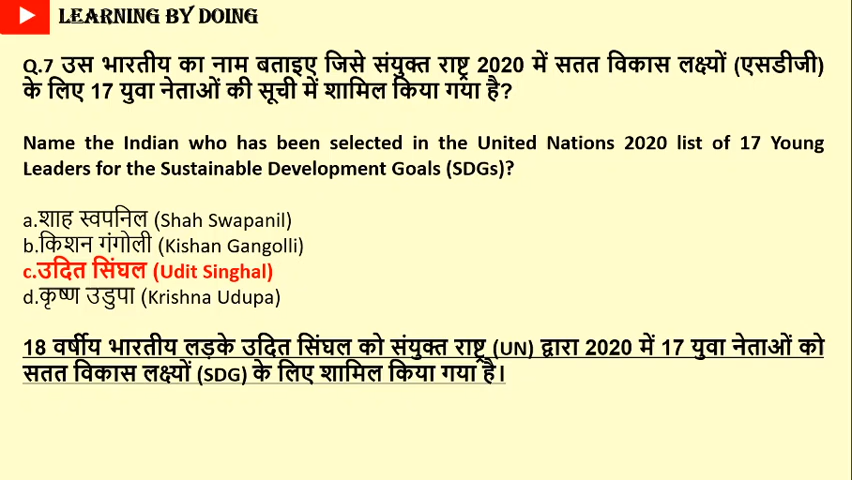 LEARNING BY DOING
Q.7 उस भारतीय का नाम बताइए जिसे संयुक्त राष्ट्र 2020 में सतत विकास लक्ष्यों (एसडीजी)
के लिए 17 युवा नेताओं की सूची में शामिल किया गया है?
Name the Indian who has been selected in the United Nations 2020 list of 17 Young
Leaders for the Sustainable Development Goals (SDGs)?
a.शाह स्वपनिल (Shah Swapanil)
b.किशन गंगोली (Kishan Gangolli)
c.उदित सिंघल (Udit Singhal)
d.कृष्ण उडुपा (Krishna Udupa)
18 वर्षीय भारतीय लड़के उदित सिंघल को संयुक्त राष्ट्र (UN) द्वारा 2020 में 17 युवा नेताओं को
सतत विकास लक्ष्यों (SDG) के लिए शामिल किया गया है।